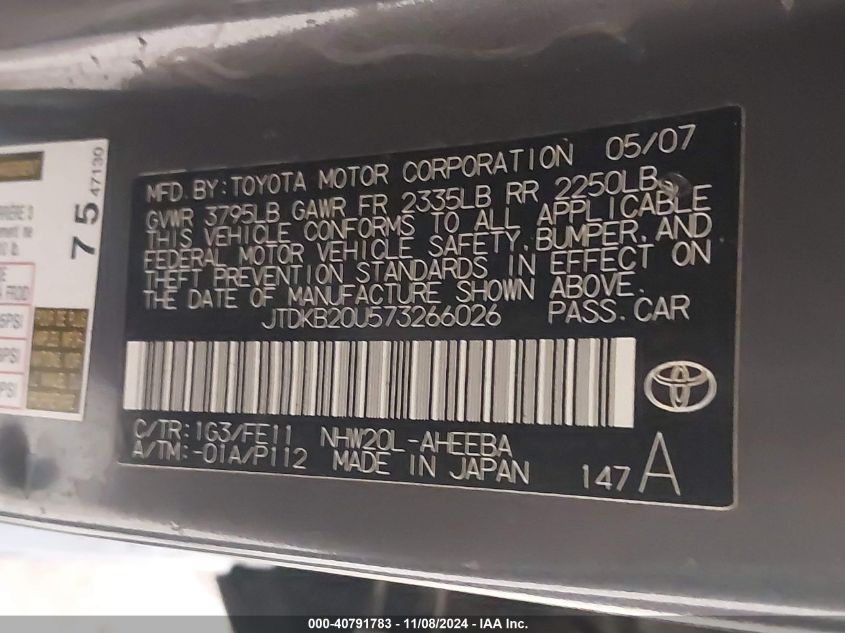 MFD. BY: TOYOTA MOTOR CORPORATION 05/07
GVWR 3795LB GAWR FR 2335LB RR 2250LB
THIS VEHICLE CONFORMS TO ALL APPLICABLE
FEDERAL MOTOR VEHICLE SAFETY, BUMPER, AND
THEFT PREVENTION STANDARDS IN EFFECT ON
THE DATE OF MANUFACTURE SHOWN ABOVE.
JTDKB20U573266026 PASS. CAR
C/TR: 1G3/FE11 NHW20L-AHEEBA
A/TM: -01A/P112 MADE IN JAPAN 147 A
75 47130
PSI
PSI
000-40791783 - 11/08/2024 - IAA Inc.